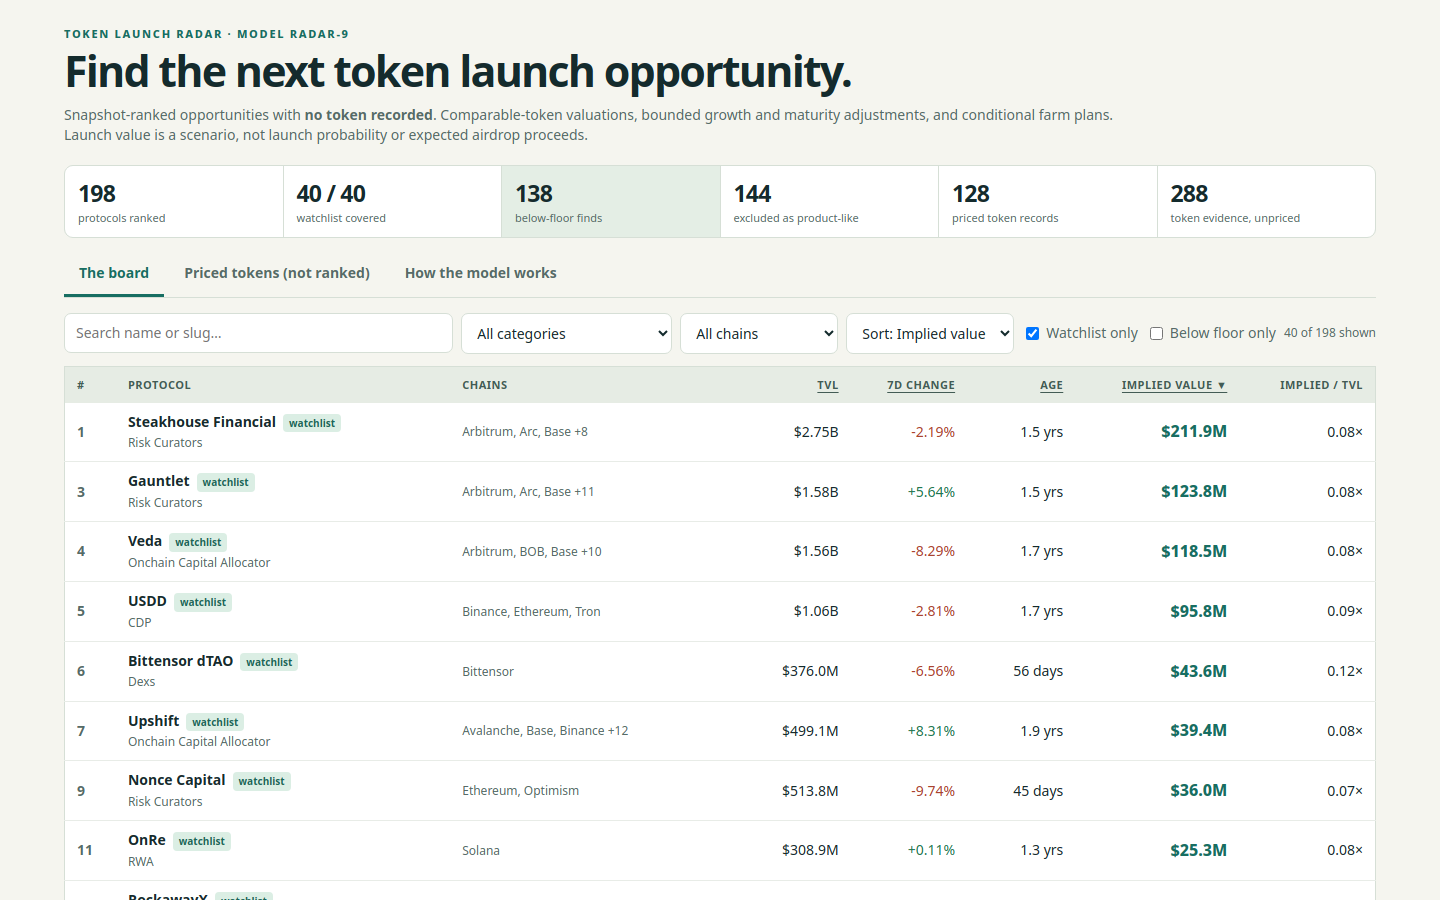 TOKEN LAUNCH RADAR · MODEL RADAR-9
Find the next token launch opportunity.
Snapshot-ranked opportunities with no token recorded. Comparable-token valuations, bounded growth and maturity adjustments, and conditional farm plans.
Launch value is a scenario, not launch probability or expected airdrop proceeds.
198 40 / 40 138 144 128 288
protocols ranked watchlist covered below-floor finds excluded as product-like priced token records token evidence, unpriced
The board Priced tokens (not ranked) How the model works
Search name or slug... All categories All chains Sort: Implied value Watchlist only Below floor only 40 of 198 shown
# PROTOCOL CHAINS TVL 7D CHANGE AGE IMPLIED VALUE ▼ IMPLIED / TVL
Steakhouse Financial watchlist
1 Arbitrum, Arc, Base +8 $2.75B -2.19% 1.5 yrs $211.9M 0.08×
Risk Curators
Gauntlet watchlist
3 Arbitrum, Arc, Base +11 $1.58B +5.64% 1.5 yrs $123.8M 0.08×
Risk Curators
Veda watchlist
4 Arbitrum, BOB, Base +10 $1.56B -8.29% 1.7 yrs $118.5M 0.08×
Onchain Capital Allocator
USDD watchlist
5 Binance, Ethereum, Tron $1.06B -2.81% 1.7 yrs $95.8M 0.09×
CDP
Bittensor dTAO watchlist
6 Bittensor $376.0M -6.56% 56 days $43.6M 0.12×
Dexs
Upshift watchlist
7 Avalanche, Base, Binance +12 $499.1M +8.31% 1.9 yrs $39.4M 0.08×
Onchain Capital Allocator
Nonce Capital watchlist
9 Ethereum, Optimism $513.8M -9.74% 45 days $36.0M 0.07×
Risk Curators
OnRe watchlist
11 Solana $308.9M +0.11% 1.3 yrs $25.3M 0.08×
RWA
RockawayX watchlist